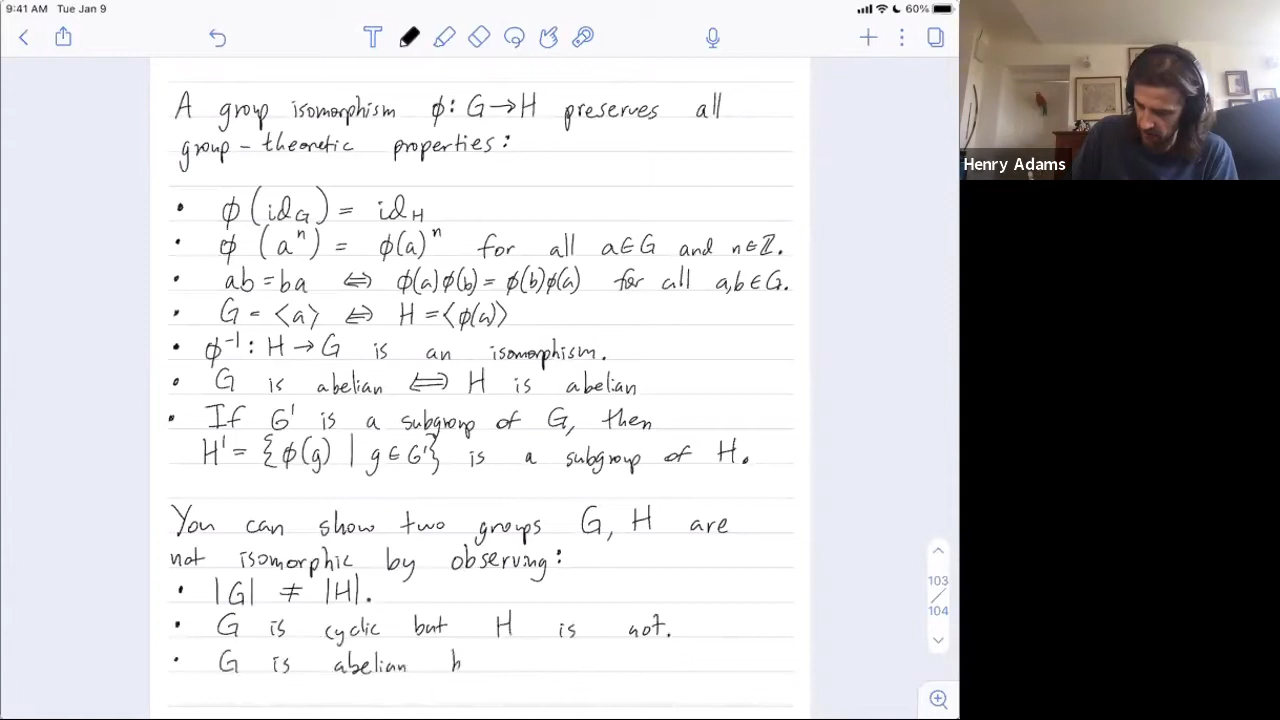 9:41 AM Tue Jan 9
60%
A group isomorphism ϕ: G→H preserves all
group-theoretic properties:
• ϕ(id_G) = id_H
• ϕ(aⁿ) = ϕ(a)ⁿ for all a∈G and n∈ℤ.
• ab=ba ⇔ ϕ(a)ϕ(b)=ϕ(b)ϕ(a) for all a,b∈G.
• G=<a> ⇔ H=<ϕ(a)>
• ϕ⁻¹: H→G is an isomorphism.
• G is abelian ⇔ H is abelian
• If G' is a subgroup of G, then
H' = {ϕ(g) | g∈G'} is a subgroup of H.
You can show two groups G, H are
not isomorphic by observing:
• |G| ≠ |H|.
• G is cyclic but H is not.
• G is abelian b
Henry Adams
103
/
104